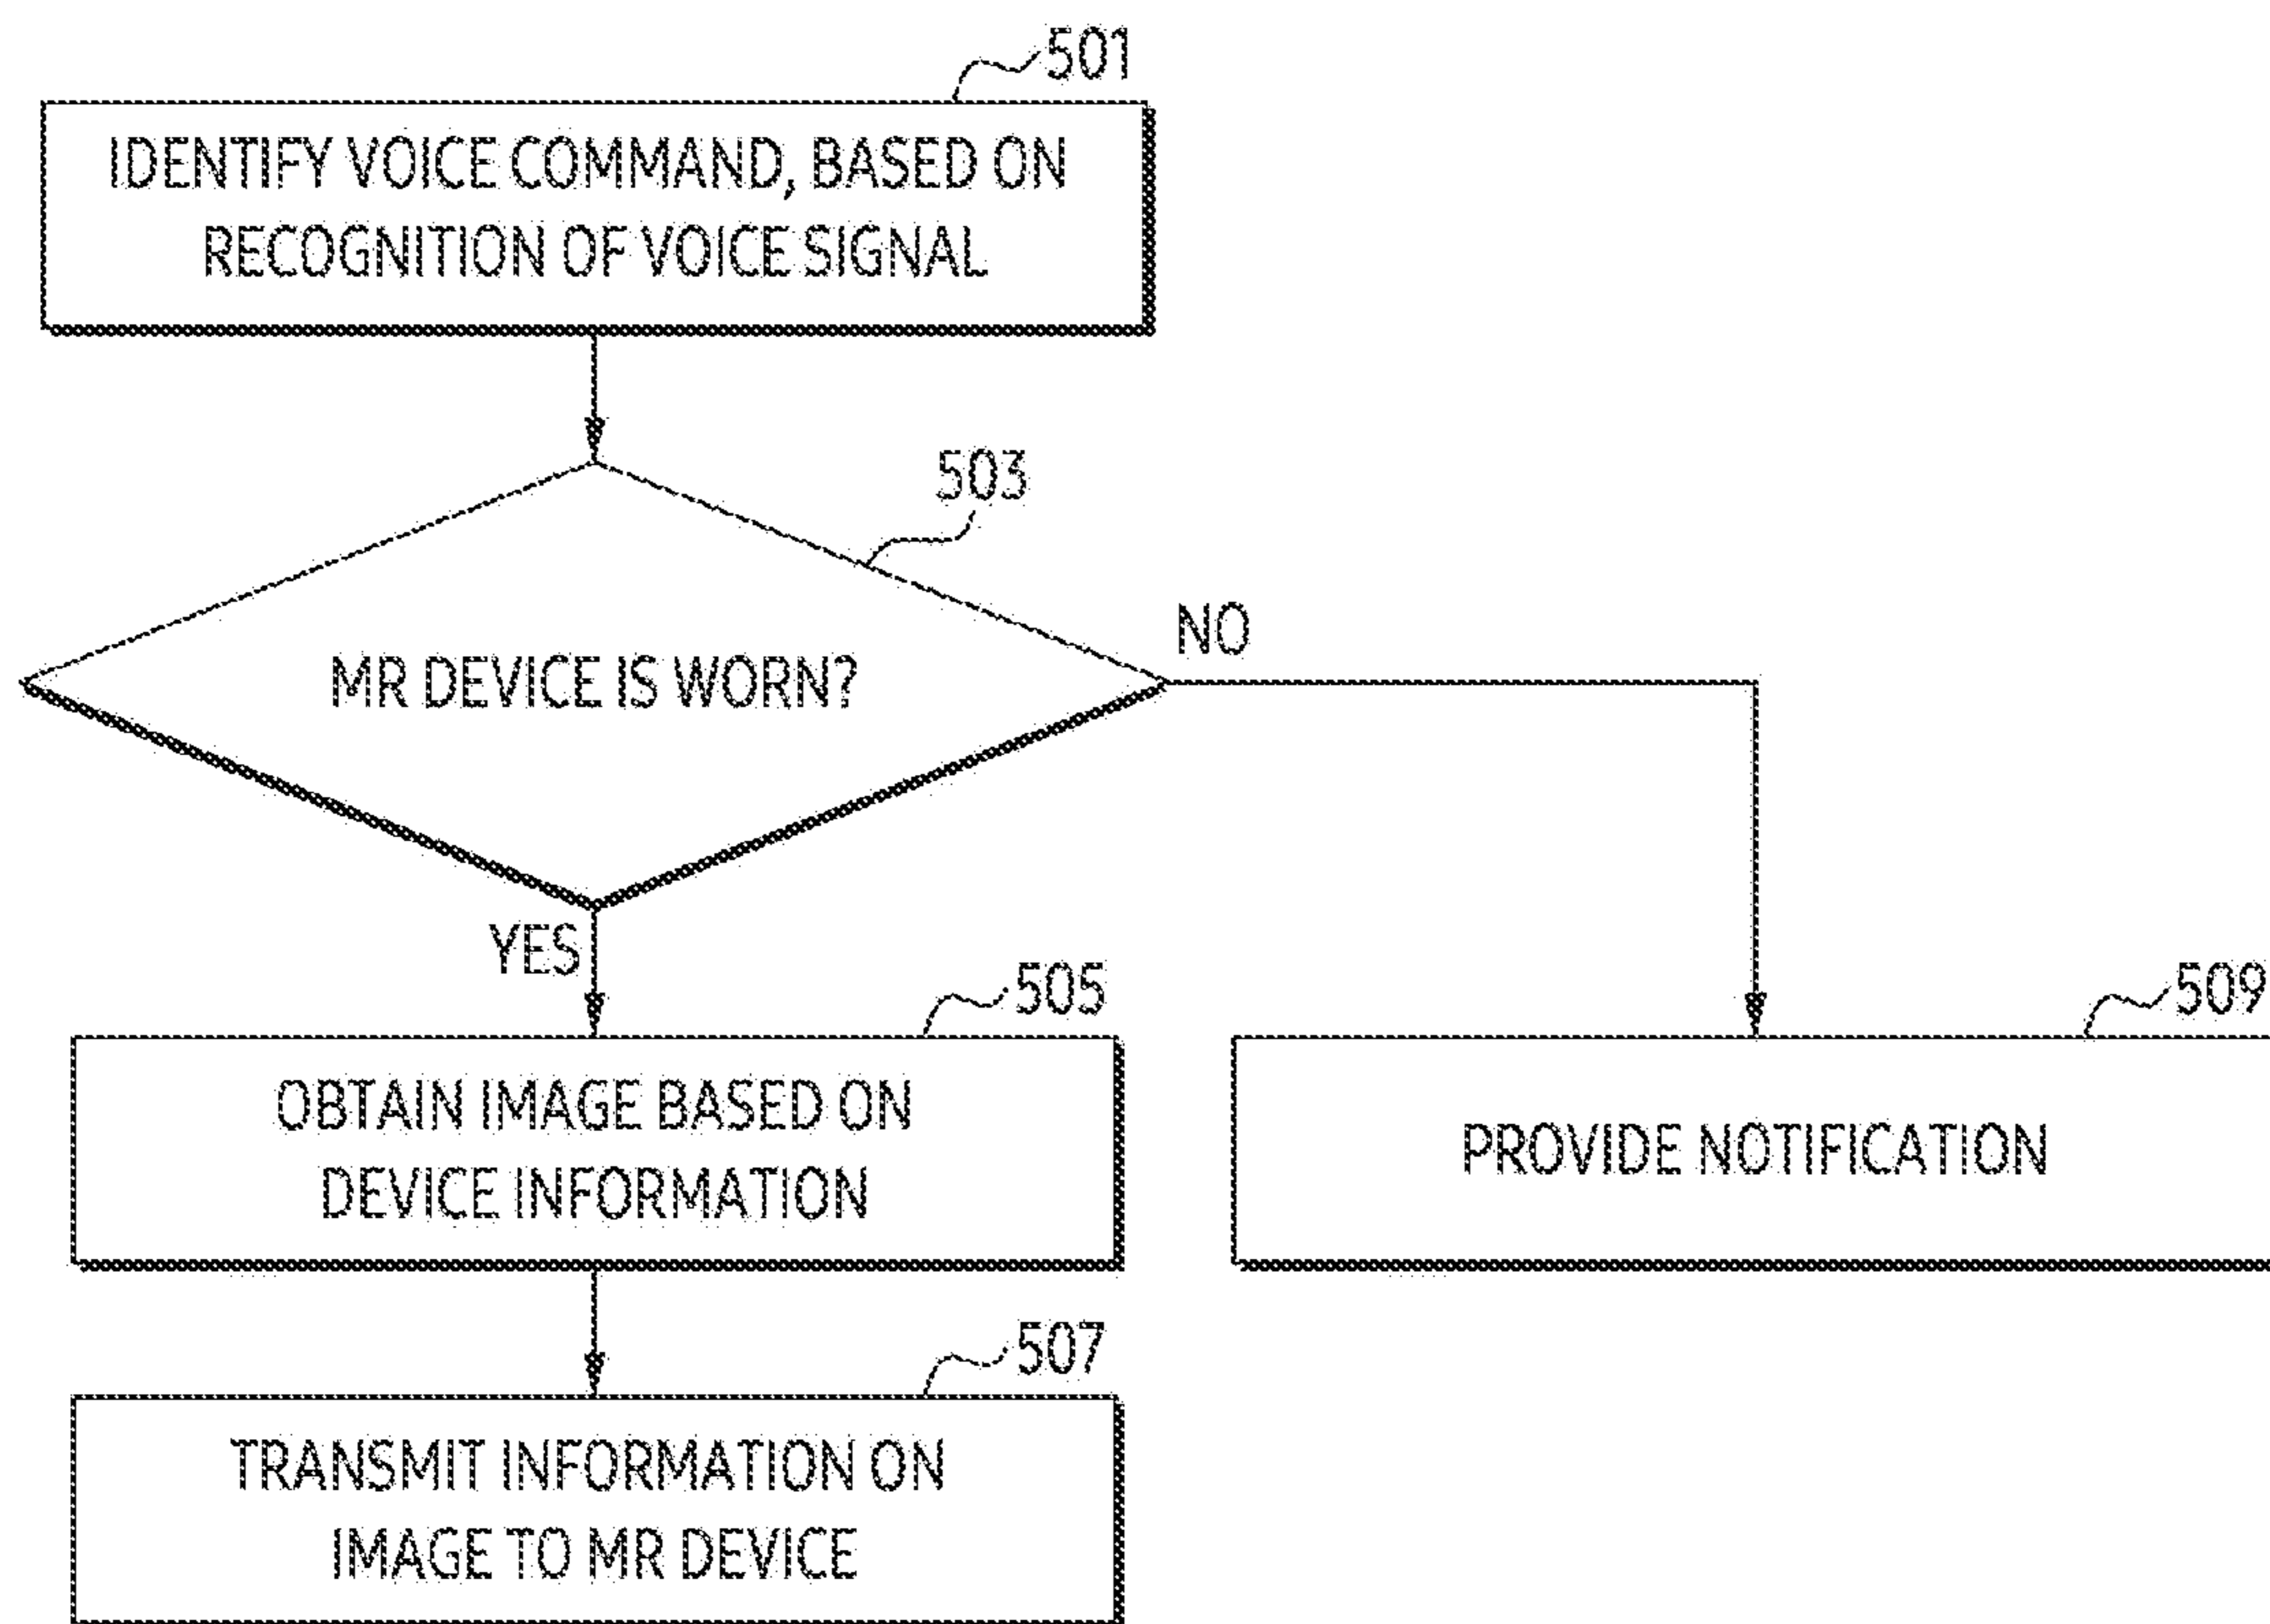 501
IDENTIFY VOICE COMMAND, BASED ON
RECOGNITION OF VOICE SIGNAL
503
MR DEVICE IS WORN?
NO
YES
505
OBTAIN IMAGE BASED ON
DEVICE INFORMATION
509
PROVIDE NOTIFICATION
507
TRANSMIT INFORMATION ON
IMAGE TO MR DEVICE